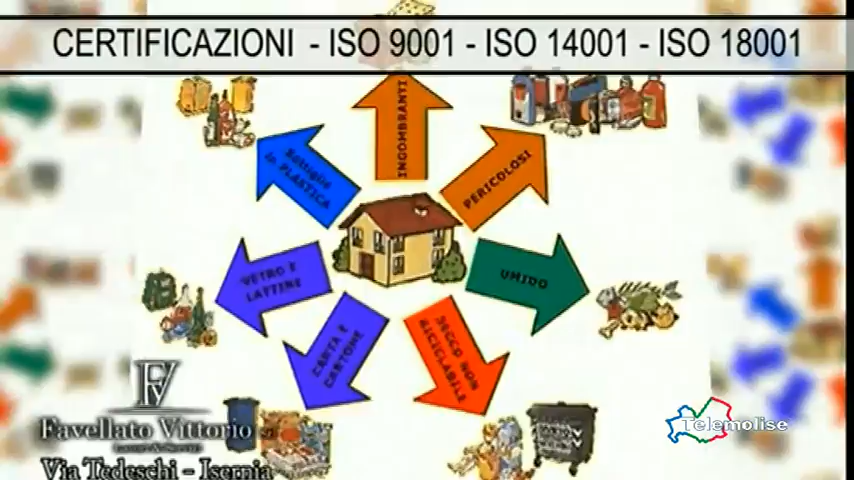 CERTIFICAZIONI - ISO 9001 - ISO 14001 - ISO 18001
INGOMBRANTI
Bottiglie
in PLASTICA
PERICOLOSI
VETRO E
LATTINE
UMIDO
CARTA E
CARTONE
SECCO NON
RICICLABILE
FV
Favellato Vittorio
Via Tedeschi - Isernia
Telemolise